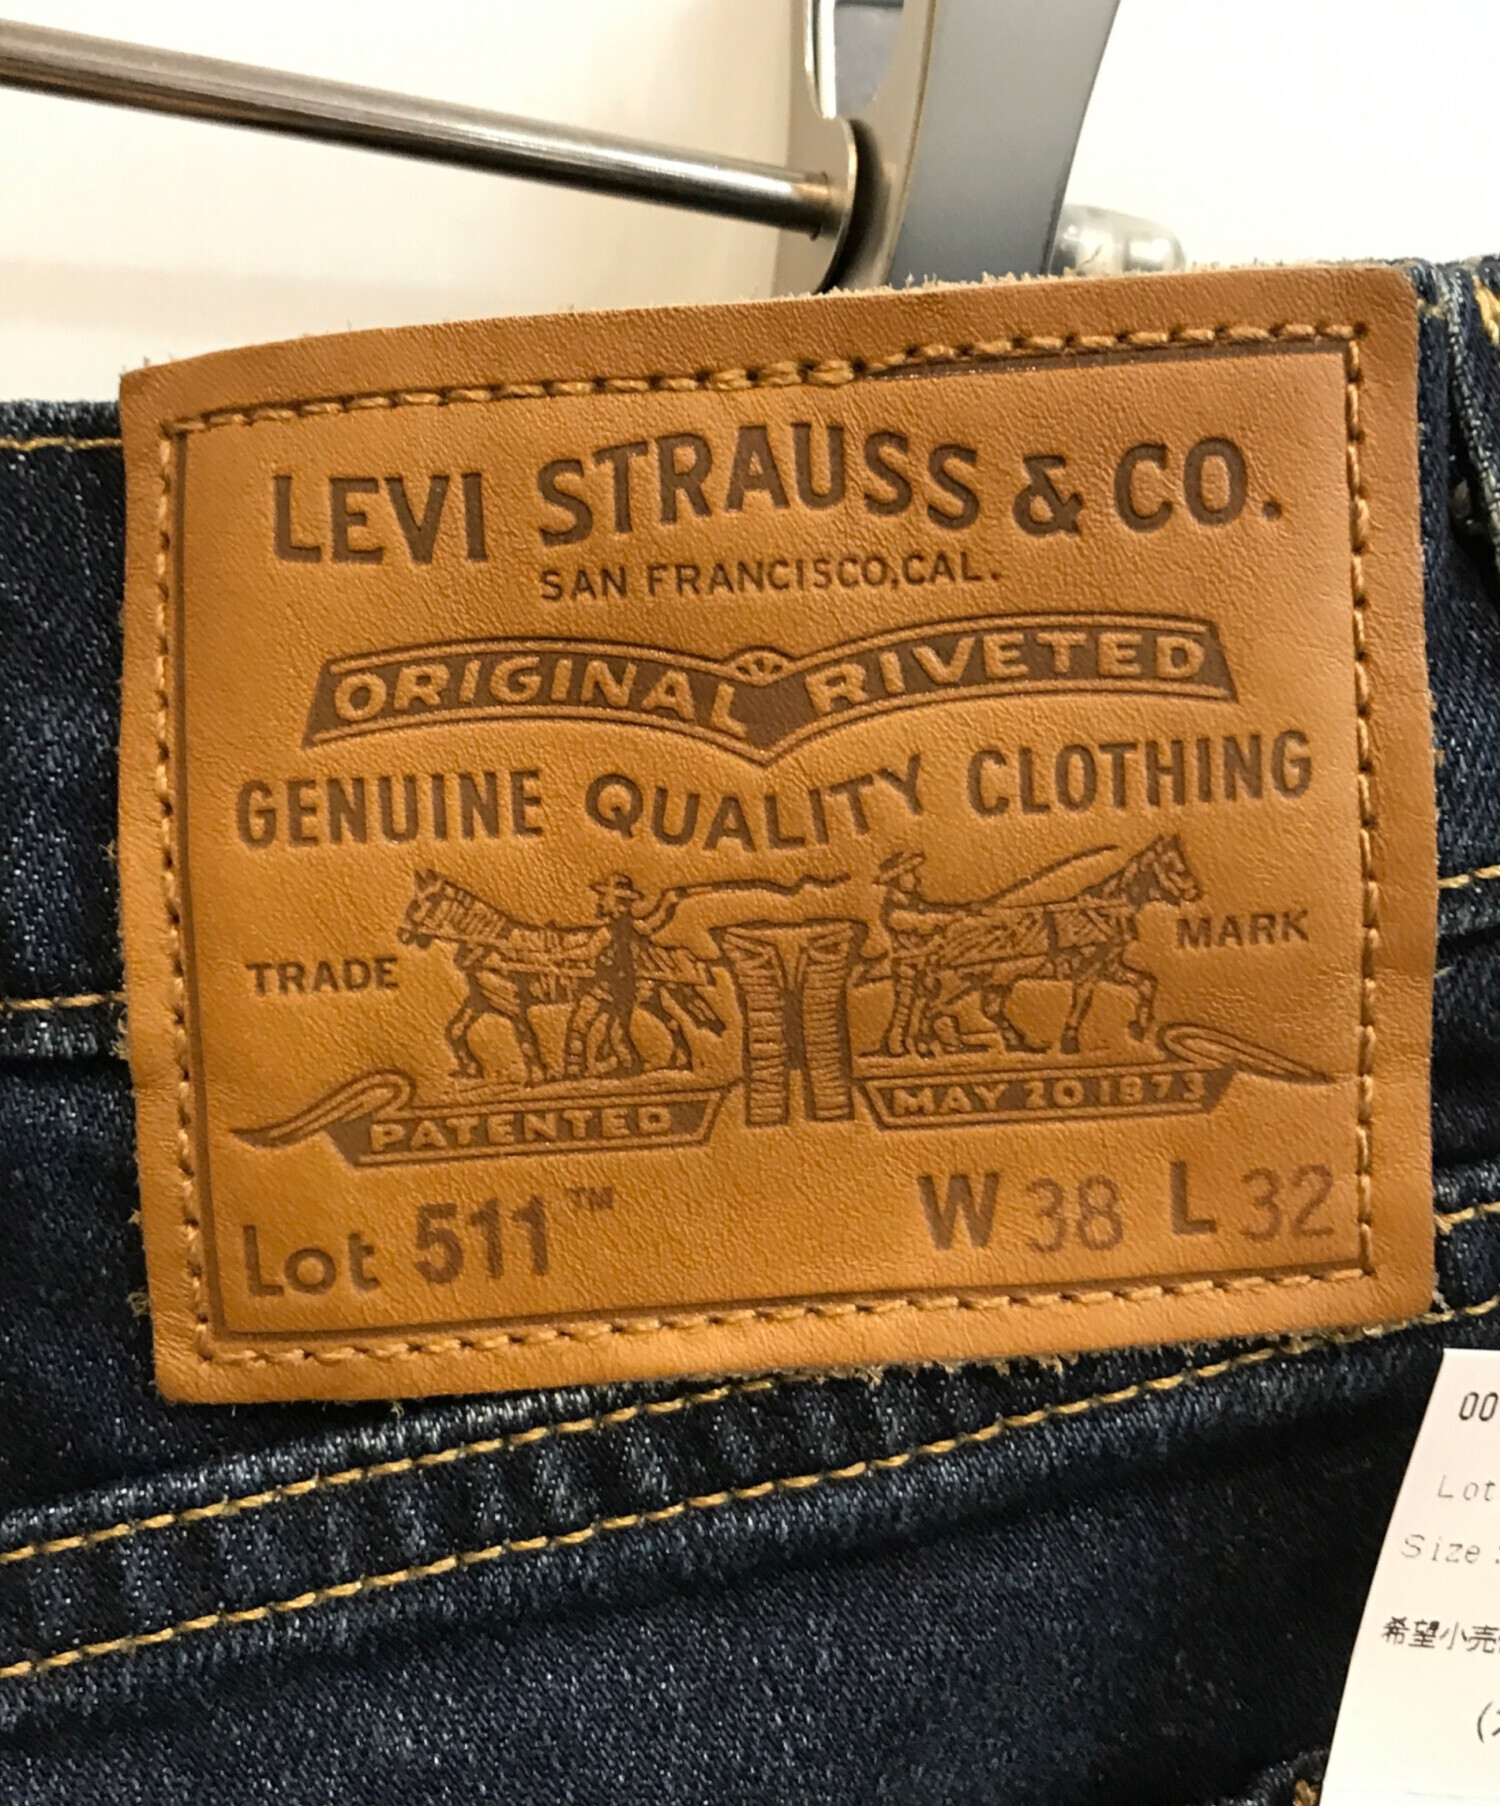 LEVI STRAUSS & CO.
SAN FRANCISCO, CAL.
ORIGINAL RIVETED
GENUINE QUALITY CLOTHING
TRADE MARK
PATENTED MAY 20 1873
Lot 511™ W 38 L 32
00
Lot
Size:
希望小売
(